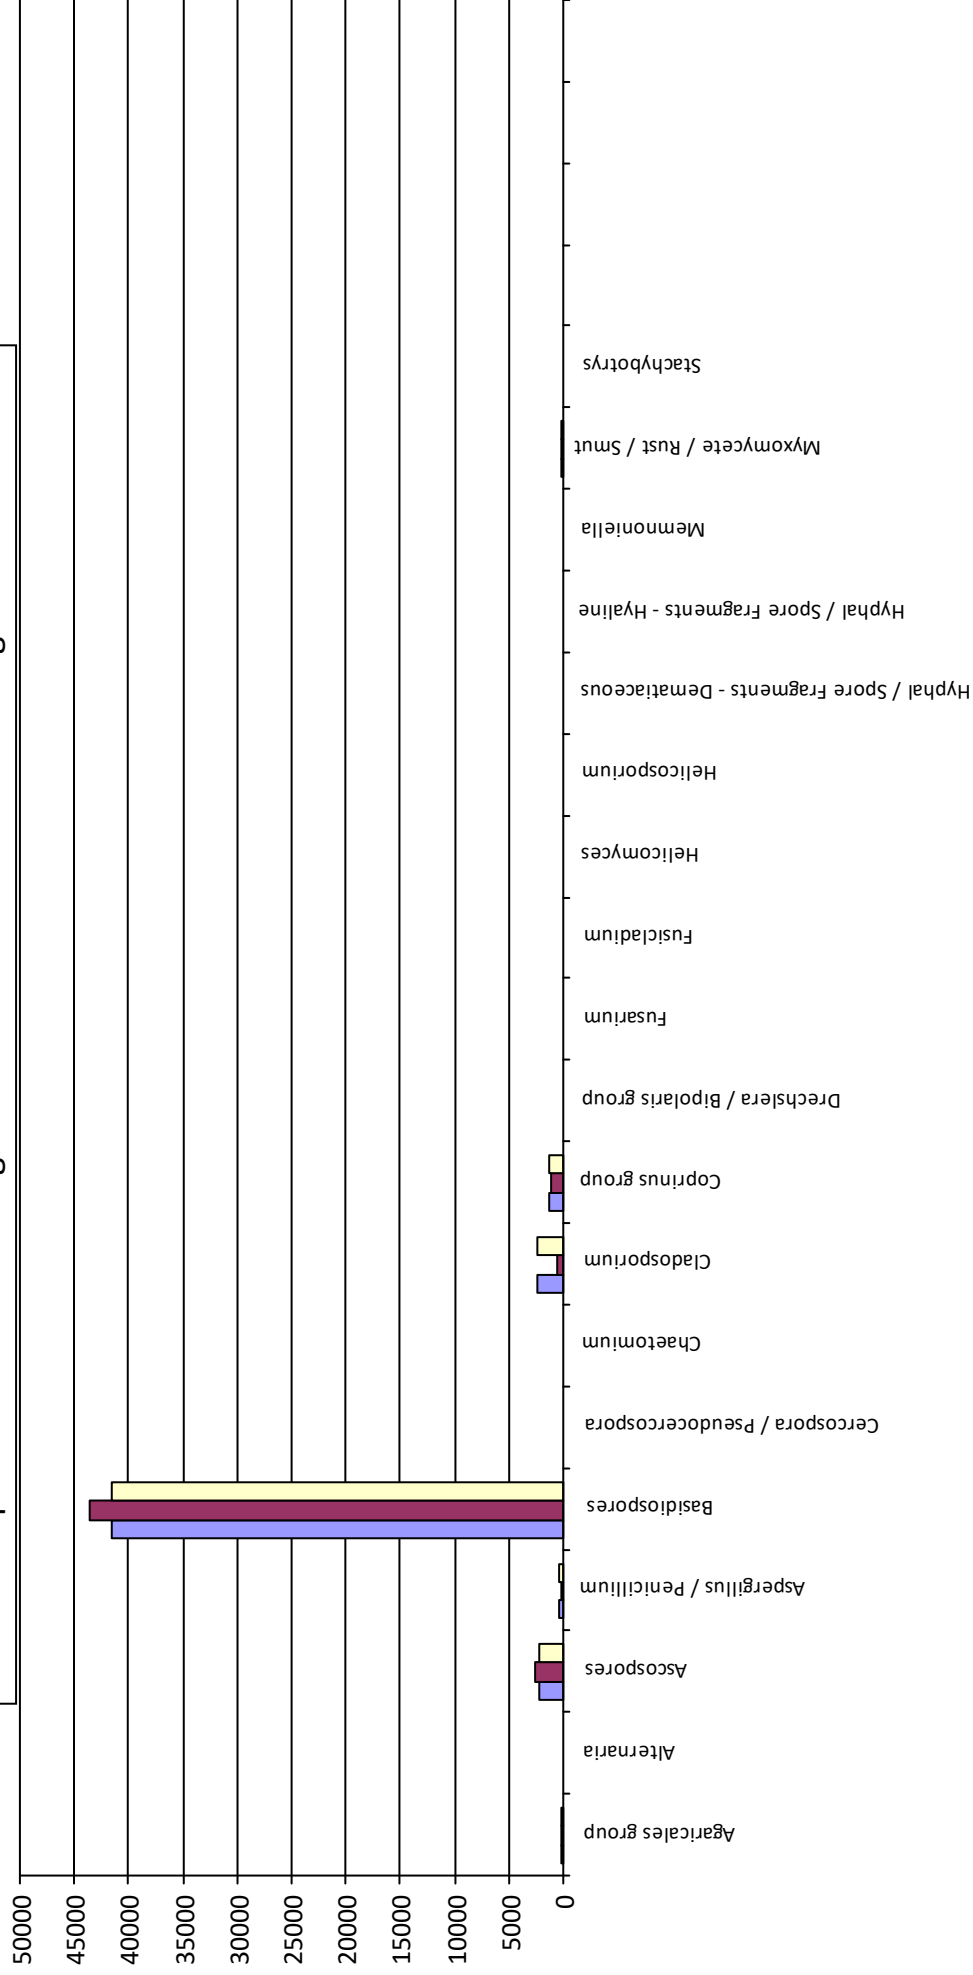 50000
45000
40000
35000
30000
25000
20000
15000
10000
5000
0
Agaricales group
Alternaria
Ascospores
Aspergillus / Penicillium
Basidiospores
Cercospora / Pseudocercospora
Chaetomium
Cladosporium
Coprinus group
Drechslera / Bipolaris group
Fusarium
Fusicladium
Helicomyces
Helicosporium
Hyphal / Spore Fragments - Dematiaceous
Hyphal / Spore Fragments - Hyaline
Memnoniella
Myxomycete / Rust / Smut
Stachybotrys